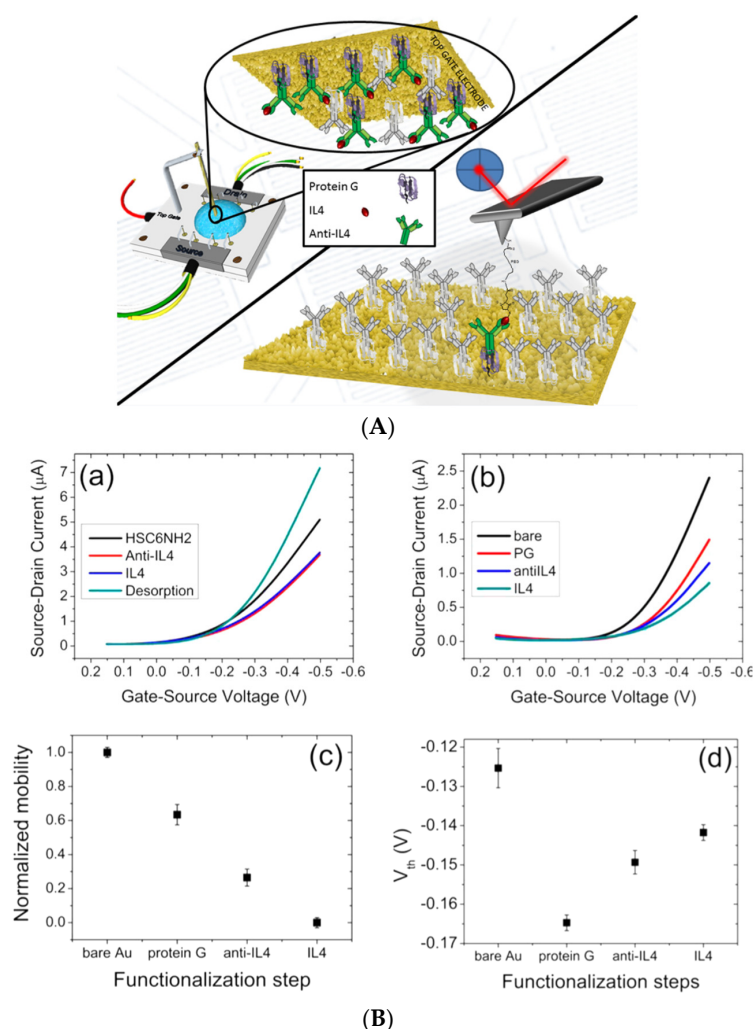 TOP GATE ELECTRODE
Drain
Top Gate
Source
Protein G
IL4
Anti-IL4
(A)
(a)
Source-Drain Current (μA)
7
6
5
4
3
2
1
0
HSC6NH2
Anti-IL4
IL4
Desorption
0.2 0.1 0.0 -0.1 -0.2 -0.3 -0.4 -0.5 -0.6
Gate-Source Voltage (V)
(b)
Source-Drain Current (μA)
2.5
2.0
1.5
1.0
0.5
0.0
bare
PG
antiIL4
IL4
0.2 0.1 0.0 -0.1 -0.2 -0.3 -0.4 -0.5 -0.6
Gate-Source Voltage (V)
(c)
Normalized mobility
1.0
0.8
0.6
0.4
0.2
0.0
bare Au protein G anti-IL4 IL4
Functionalization step
(d)
Vth (V)
-0.12
-0.13
-0.14
-0.15
-0.16
-0.17
bare Au protein G anti-IL4 IL4
Functionalization steps
(B)